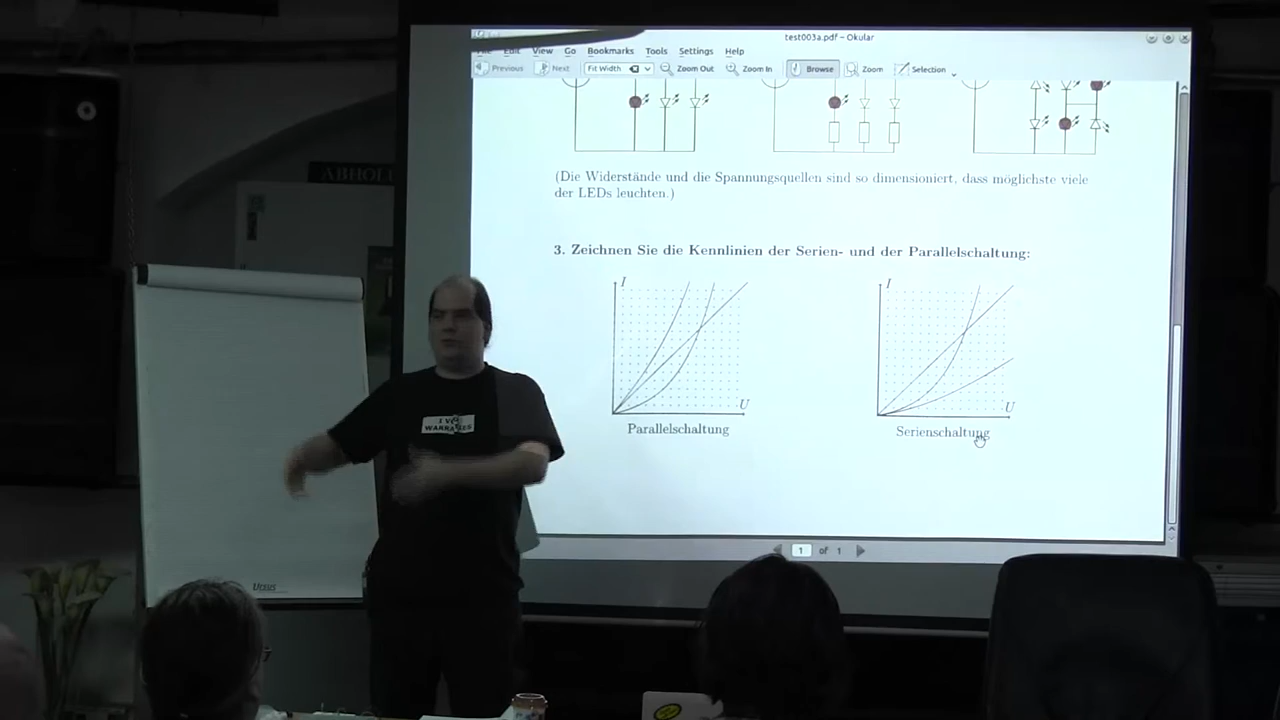 test003a.pdf – Okular
Edit View Go Bookmarks Tools Settings Help
Previous Next Fit Width Zoom Out Zoom In Browse Zoom Selection
(Die Widerstände und die Spannungsquellen sind so dimensioniert, dass möglichste viele
der LEDs leuchten.)
3. Zeichnen Sie die Kennlinien der Serien- und der Parallelschaltung:
I
U
Parallelschaltung
I
U
Serienschaltung
1 of 1
ABHOL
I